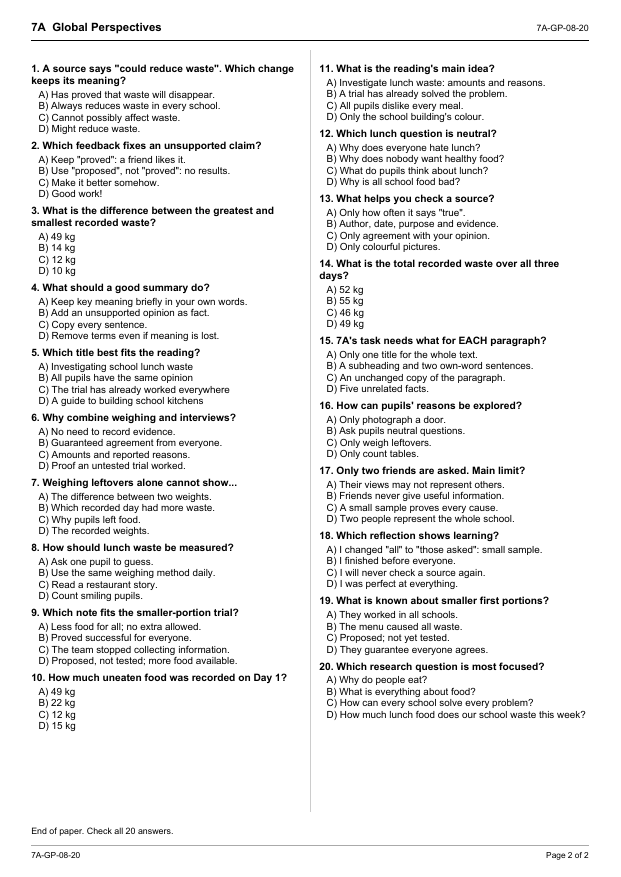 7A Global Perspectives
7A-GP-08-20
1. A source says "could reduce waste". Which change
keeps its meaning?
A) Has proved that waste will disappear.
B) Always reduces waste in every school.
C) Cannot possibly affect waste.
D) Might reduce waste.
2. Which feedback fixes an unsupported claim?
A) Keep "proved": a friend likes it.
B) Use "proposed", not "proved": no results.
C) Make it better somehow.
D) Good work!
3. What is the difference between the greatest and
smallest recorded waste?
A) 49 kg
B) 14 kg
C) 12 kg
D) 10 kg
4. What should a good summary do?
A) Keep key meaning briefly in your own words.
B) Add an unsupported opinion as fact.
C) Copy every sentence.
D) Remove terms even if meaning is lost.
5. Which title best fits the reading?
A) Investigating school lunch waste
B) All pupils have the same opinion
C) The trial has already worked everywhere
D) A guide to building school kitchens
6. Why combine weighing and interviews?
A) No need to record evidence.
B) Guaranteed agreement from everyone.
C) Amounts and reported reasons.
D) Proof an untested trial worked.
7. Weighing leftovers alone cannot show...
A) The difference between two weights.
B) Which recorded day had more waste.
C) Why pupils left food.
D) The recorded weights.
8. How should lunch waste be measured?
A) Ask one pupil to guess.
B) Use the same weighing method daily.
C) Read a restaurant story.
D) Count smiling pupils.
9. Which note fits the smaller-portion trial?
A) Less food for all; no extra allowed.
B) Proved successful for everyone.
C) The team stopped collecting information.
D) Proposed, not tested; more food available.
10. How much uneaten food was recorded on Day 1?
A) 49 kg
B) 22 kg
C) 12 kg
D) 15 kg
11. What is the reading's main idea?
A) Investigate lunch waste: amounts and reasons.
B) A trial has already solved the problem.
C) All pupils dislike every meal.
D) Only the school building's colour.
12. Which lunch question is neutral?
A) Why does everyone hate lunch?
B) Why does nobody want healthy food?
C) What do pupils think about lunch?
D) Why is all school food bad?
13. What helps you check a source?
A) Only how often it says "true".
B) Author, date, purpose and evidence.
C) Only agreement with your opinion.
D) Only colourful pictures.
14. What is the total recorded waste over all three
days?
A) 52 kg
B) 55 kg
C) 46 kg
D) 49 kg
15. 7A's task needs what for EACH paragraph?
A) Only one title for the whole text.
B) A subheading and two own-word sentences.
C) An unchanged copy of the paragraph.
D) Five unrelated facts.
16. How can pupils' reasons be explored?
A) Only photograph a door.
B) Ask pupils neutral questions.
C) Only weigh leftovers.
D) Only count tables.
17. Only two friends are asked. Main limit?
A) Their views may not represent others.
B) Friends never give useful information.
C) A small sample proves every cause.
D) Two people represent the whole school.
18. Which reflection shows learning?
A) I changed "all" to "those asked": small sample.
B) I finished before everyone.
C) I will never check a source again.
D) I was perfect at everything.
19. What is known about smaller first portions?
A) They worked in all schools.
B) The menu caused all waste.
C) Proposed; not yet tested.
D) They guarantee everyone agrees.
20. Which research question is most focused?
A) Why do people eat?
B) What is everything about food?
C) How can every school solve every problem?
D) How much lunch food does our school waste this week?
End of paper. Check all 20 answers.
7A-GP-08-20
Page 2 of 2